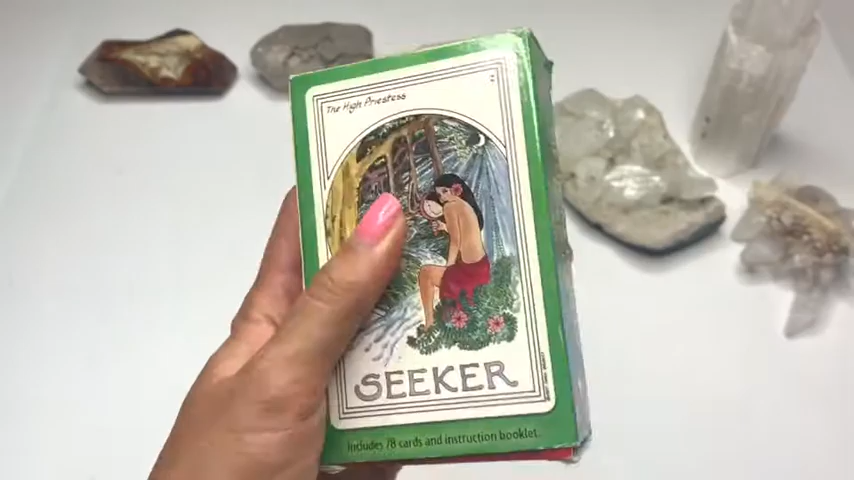 The High Priestess
SEEKER
Includes 78 cards and instruction booklet.